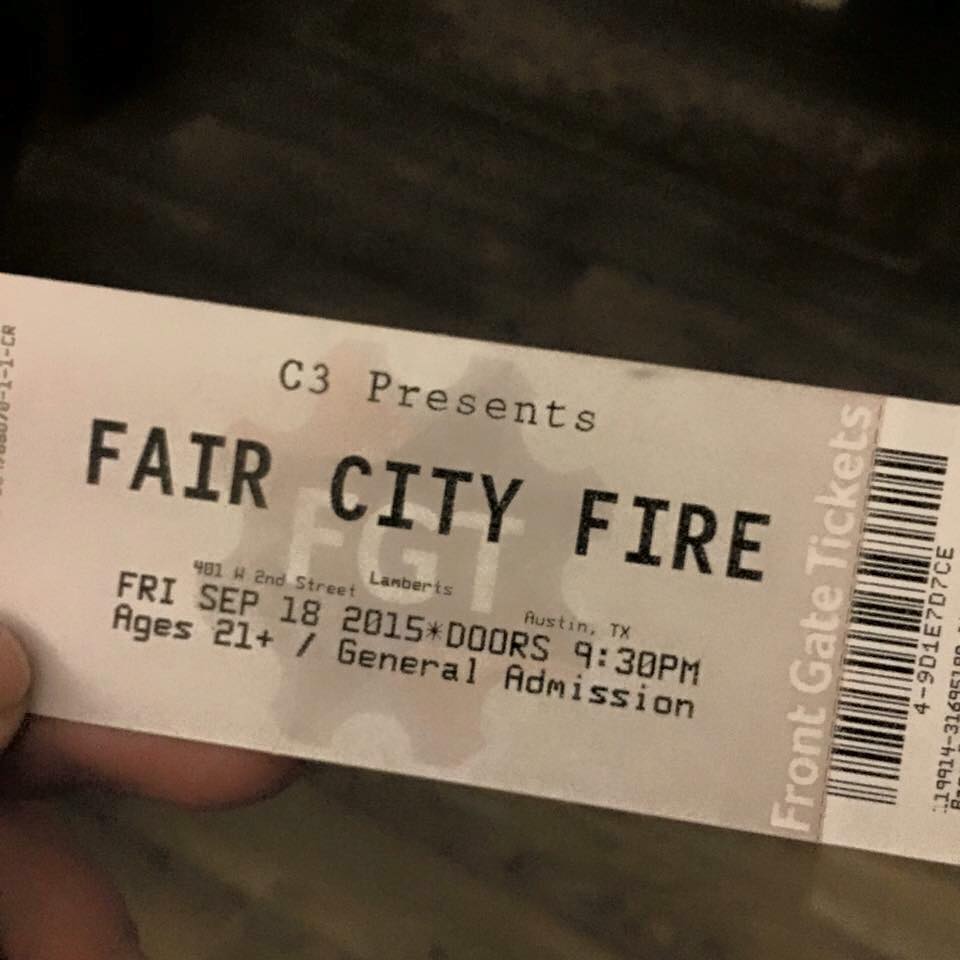 C3 Presents
FAIR CITY FIRE
401 W 2nd Street Lamberts Austin, TX
FRI SEP 18 2015*DOORS 9:30PM
Ages 21+ / General Admission
FGT
Front Gate Tickets
4-9D1E7D7CE